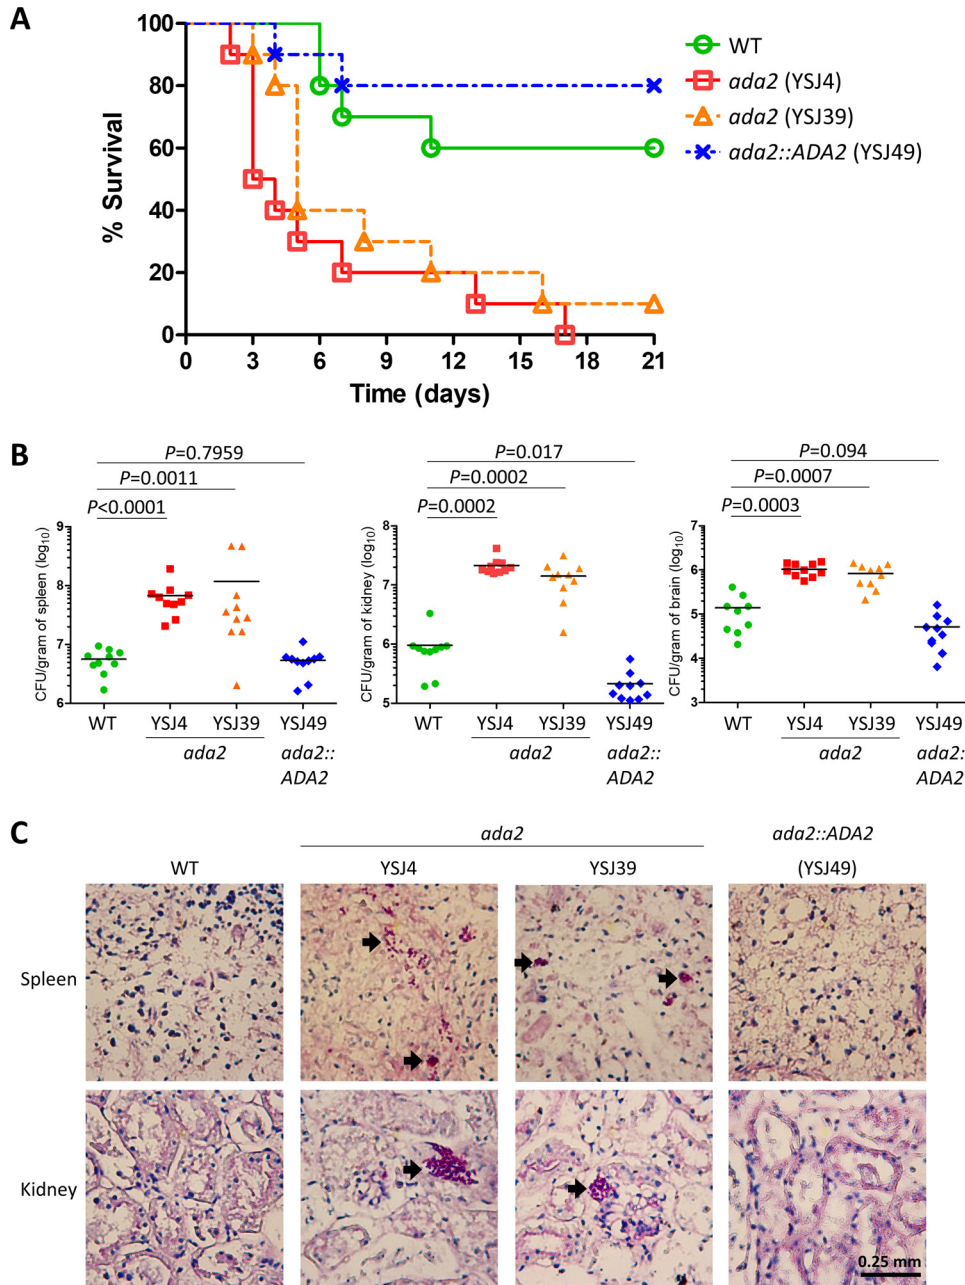 A
100
80
60
40
20
0
% Survival
0 3 6 9 12 15 18 21
Time (days)
WT
ada2 (YSJ4)
ada2 (YSJ39)
ada2::ADA2 (YSJ49)
B
P=0.7959
P=0.0011
P<0.0001
9
8
7
6
CFU/gram of spleen (log10)
WT YSJ4 YSJ39 YSJ49
ada2 ada2::
ADA2
P=0.017
P=0.0002
P=0.0002
8
7
6
5
CFU/gram of kidney (log10)
WT YSJ4 YSJ39 YSJ49
ada2 ada2::
ADA2
P=0.094
P=0.0007
P=0.0003
7
6
5
4
3
CFU/gram of brain (log10)
WT YSJ4 YSJ39 YSJ49
ada2 ada2::
ADA2
C
ada2 ada2::ADA2
WT YSJ4 YSJ39 (YSJ49)
Spleen
Kidney
0.25 mm